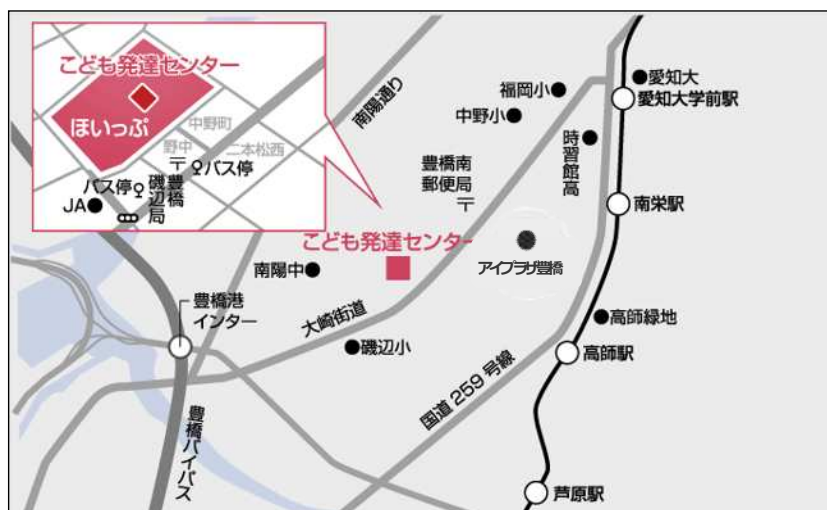 こども発達センター
ほいっぷ
中野町
野中
二本松西
バス停
バス停
豊橋
磯辺局
JA
南陽通り
福岡小
中野小
愛知大
愛知大学前駅
時習館高
豊橋南
郵便局
南栄駅
こども発達センター
アイプラザ豊橋
南陽中
豊橋港
インター
大崎街道
磯辺小
高師緑地
高師駅
国道259号線
豊橋バイパス
芦原駅